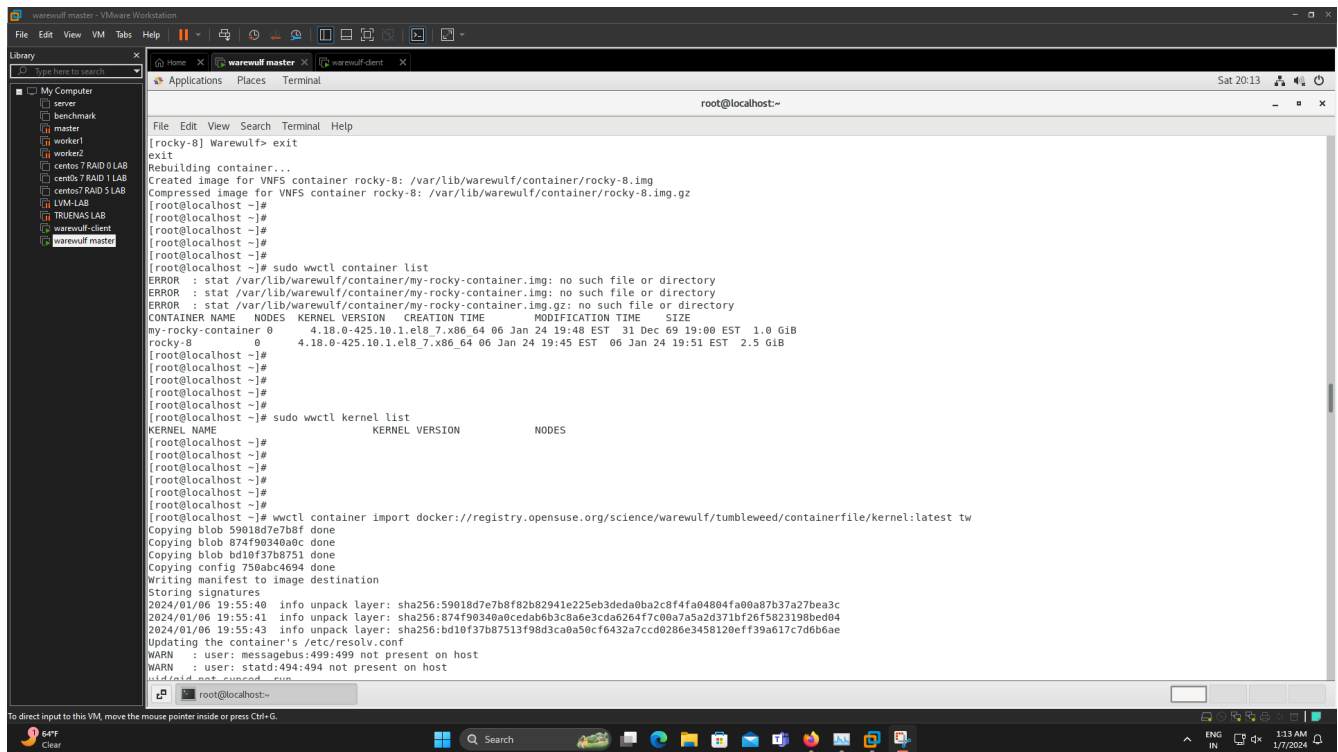 warewulf master - VMware Workstation
File Edit View VM Tabs Help
Library
Home warewulf master warewulf-client
Type here to search
Applications Places Terminal Sat 20:13
My Computer
server
benchmark
master
worker1
worker2
centos 7 RAID 0 LAB
cent0s 7 RAID 1 LAB
centos7 RAID 5 LAB
LVM-LAB
TRUENAS LAB
warewulf-client
warewulf master
root@localhost:~
File Edit View Search Terminal Help
[rocky-8] Warewulf> exit
exit
Rebuilding container...
Created image for VNFS container rocky-8: /var/lib/warewulf/container/rocky-8.img
Compressed image for VNFS container rocky-8: /var/lib/warewulf/container/rocky-8.img.gz
[root@localhost ~]#
[root@localhost ~]#
[root@localhost ~]#
[root@localhost ~]#
[root@localhost ~]#
[root@localhost ~]# sudo wwctl container list
ERROR : stat /var/lib/warewulf/container/my-rocky-container.img: no such file or directory
ERROR : stat /var/lib/warewulf/container/my-rocky-container.img: no such file or directory
ERROR : stat /var/lib/warewulf/container/my-rocky-container.img.gz: no such file or directory
CONTAINER NAME NODES KERNEL VERSION CREATION TIME MODIFICATION TIME SIZE
my-rocky-container 0 4.18.0-425.10.1.el8_7.x86_64 06 Jan 24 19:48 EST 31 Dec 69 19:00 EST 1.0 GiB
rocky-8 0 4.18.0-425.10.1.el8_7.x86_64 06 Jan 24 19:45 EST 06 Jan 24 19:51 EST 2.5 GiB
[root@localhost ~]#
[root@localhost ~]#
[root@localhost ~]#
[root@localhost ~]#
[root@localhost ~]#
[root@localhost ~]# sudo wwctl kernel list
KERNEL NAME KERNEL VERSION NODES
[root@localhost ~]#
[root@localhost ~]#
[root@localhost ~]#
[root@localhost ~]#
[root@localhost ~]#
[root@localhost ~]#
[root@localhost ~]# wwctl container import docker://registry.opensuse.org/science/warewulf/tumbleweed/containerfile/kernel:latest tw
Copying blob 59018d7e7b8f done
Copying blob 874f90340a0c done
Copying blob bd10f37b8751 done
Copying config 750abc4694 done
Writing manifest to image destination
Storing signatures
2024/01/06 19:55:40 info unpack layer: sha256:59018d7e7b8f82b82941e225eb3deda0ba2c8f4fa04804fa00a87b37a27bea3c
2024/01/06 19:55:41 info unpack layer: sha256:874f90340a0cedab6b3c8a6e3cda6264f7c00a7a5a2d371bf26f5823198bed04
2024/01/06 19:55:43 info unpack layer: sha256:bd10f37b87513f98d3ca0a50cf6432a7ccd0286e3458120eff39a617c7d6b6ae
Updating the container's /etc/resolv.conf
WARN : user: messagebus:499:499 not present on host
WARN : user: statd:494:494 not present on host
uid/gid not synced, run
root@localhost:~
To direct input to this VM, move the mouse pointer inside or press Ctrl+G.
1
64°F
Clear
Search
ENG
IN
1:13 AM
1/7/2024